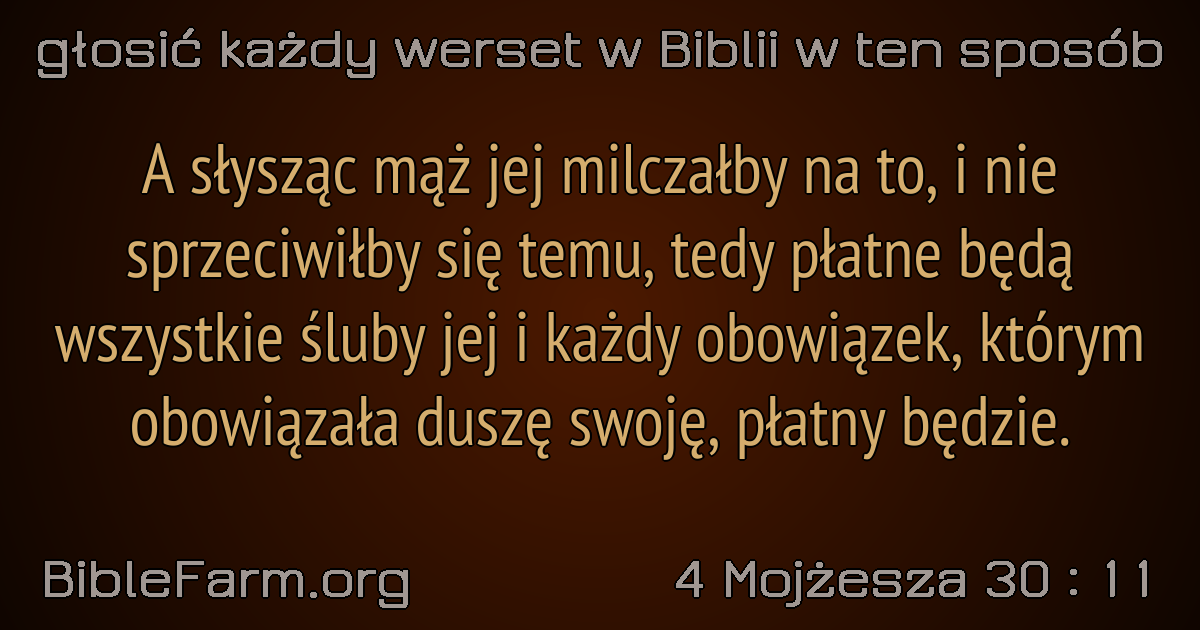 głosić każdy werset w Biblii w ten sposób
A słysząc mąż jej milczałby na to, i nie
sprzeciwiłby się temu, tedy płatne będą
wszystkie śluby jej i każdy obowiązek, którym
obowiązała duszę swoję, płatny będzie.
BibleFarm.org
4 Mojżesza 30 : 11